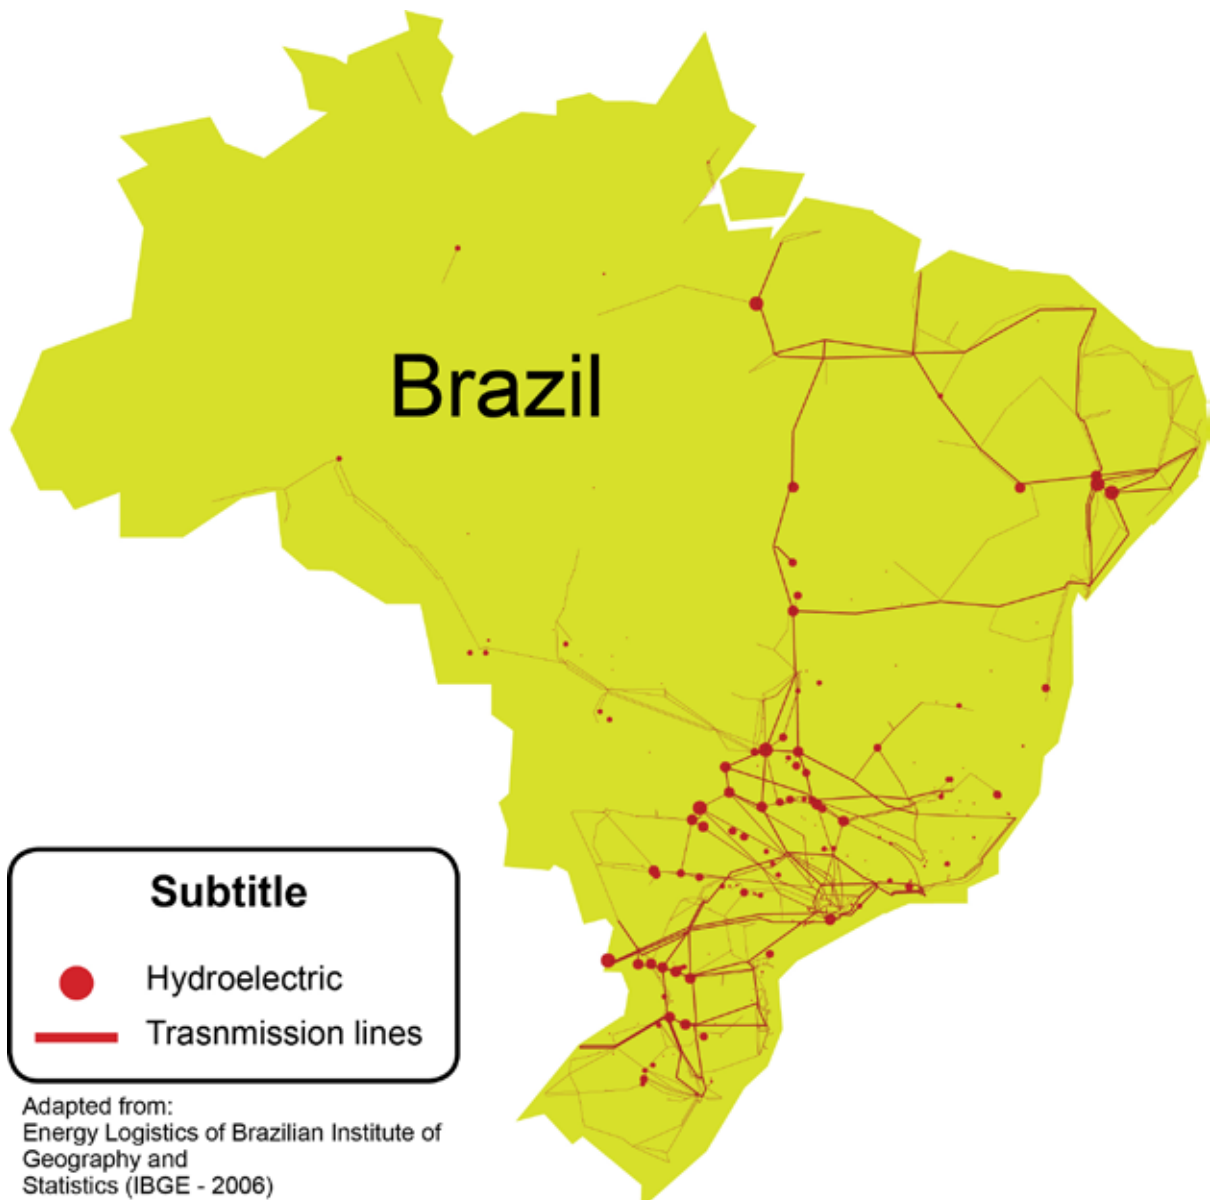 Brazil
Subtitle
Hydroelectric
Trasnmission lines
Adapted from:
Energy Logistics of Brazilian Institute of
Geography and
Statistics (IBGE - 2006)